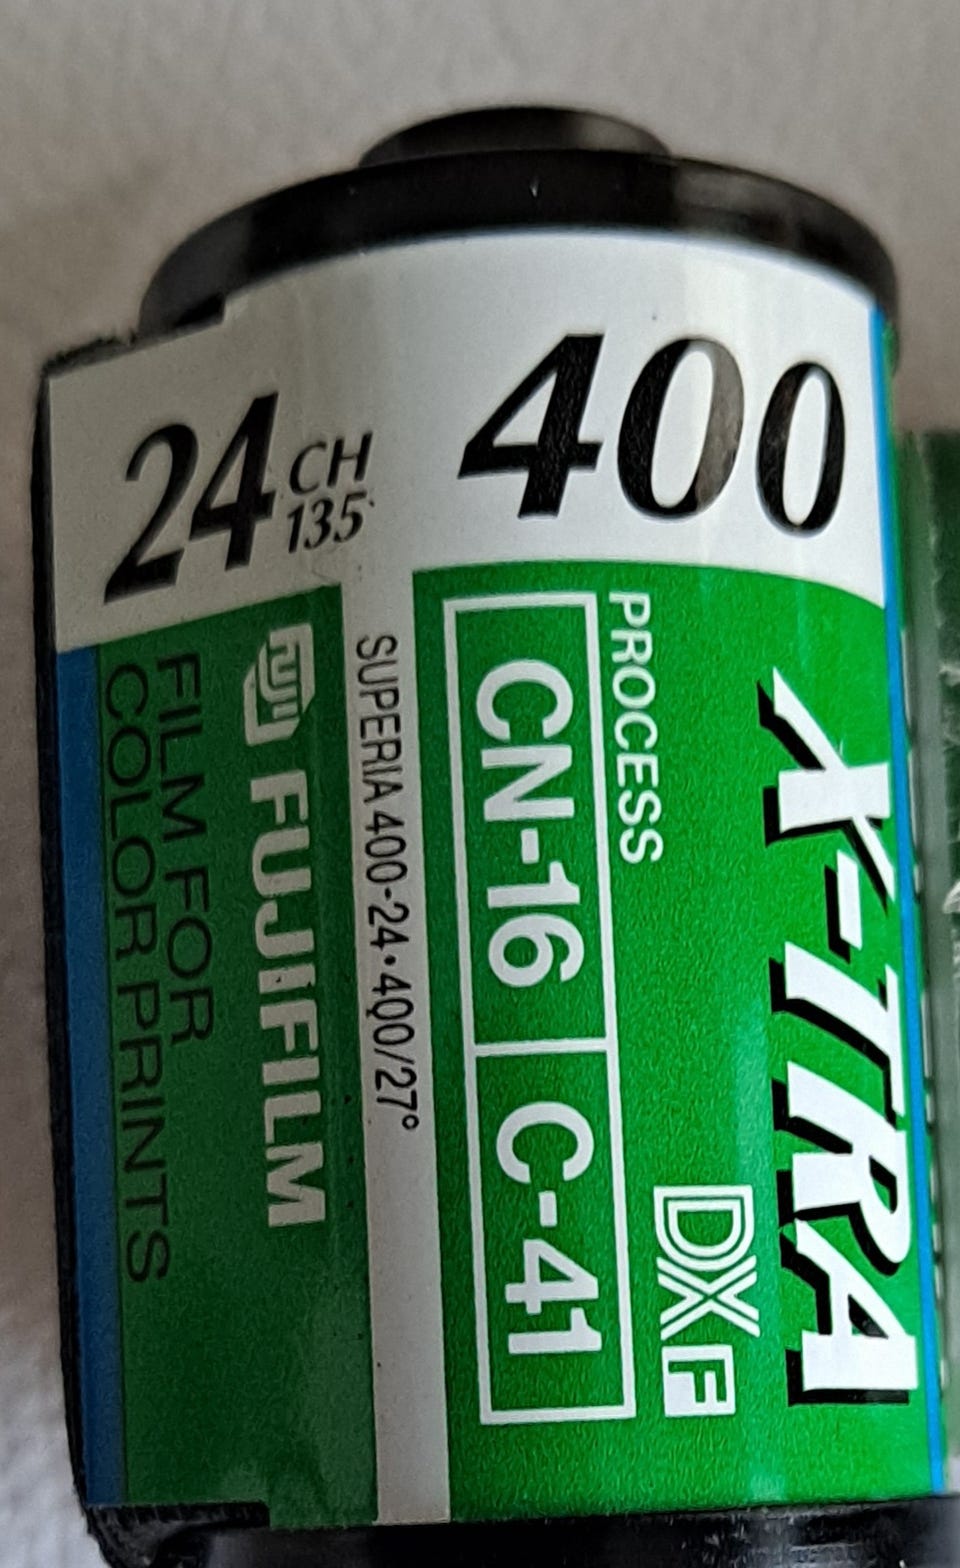 24 CH
135
400
FUJI FUJIFILM
FILM FOR
COLOR PRINTS
SUPERIA 400-24•400/27°
PROCESS
CN-16 C-41
X-TRA
DX F